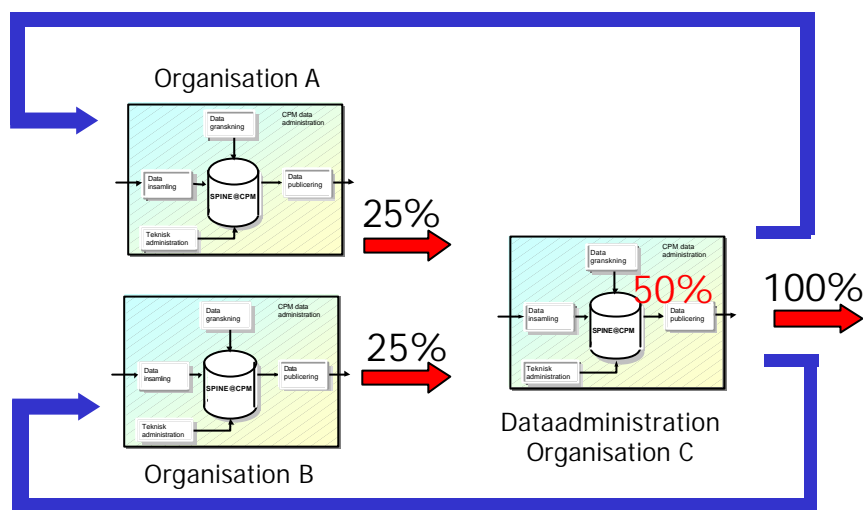 Organisation A
CPM data
administration
Data
granskning
Data
insamling
SPINE@CPM
Data
publicering
Teknisk
administration
25%
CPM data
administration
Data
granskning
Data
insamling
SPINE@CPM
Data
publicering
Teknisk
administration
Organisation B
25%
CPM data
administration
Data
granskning
50%
Data
insamling
SPINE@CPM
Data
publicering
Teknisk
administration
Dataadministration
Organisation C
100%